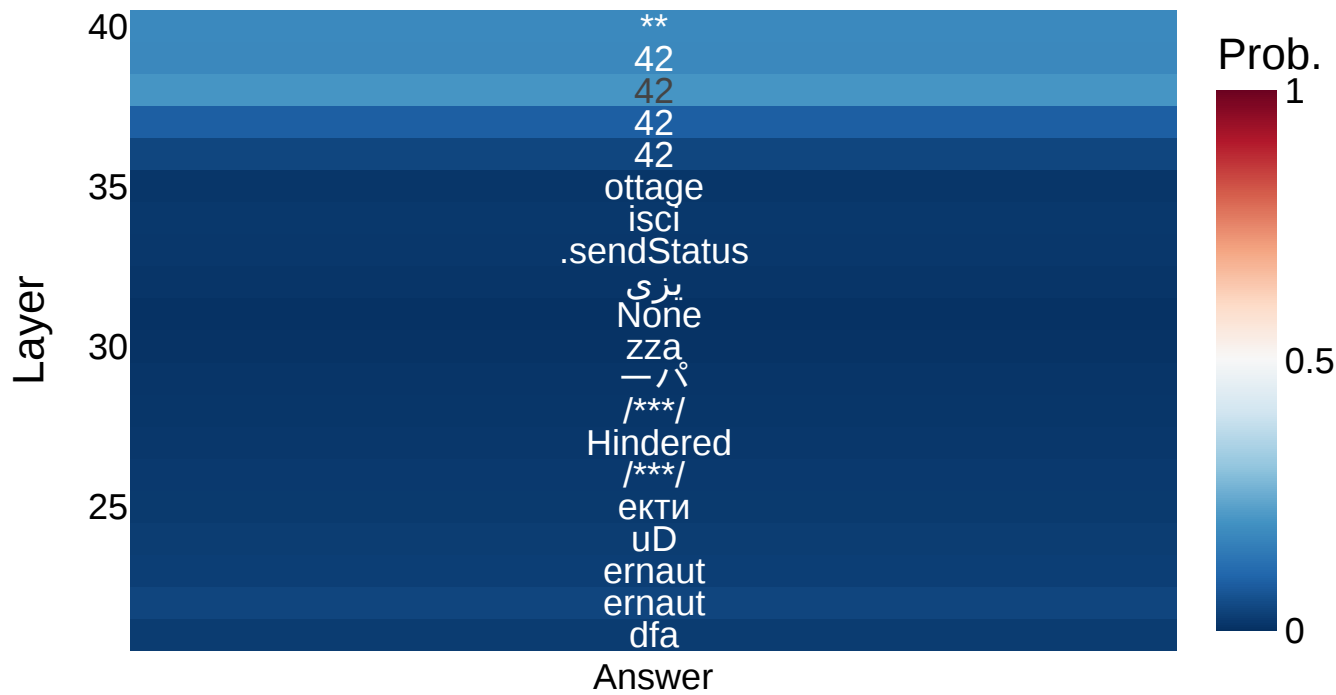 40
**
Prob.
42
42
1
42
42
35
ottage
isci
.sendStatus
یزی
Layer
None
30
zza
ーパ
0.5
/***/
Hindered
/***/
25
екти
uD
ernaut
ernaut
dfa
0
Answer